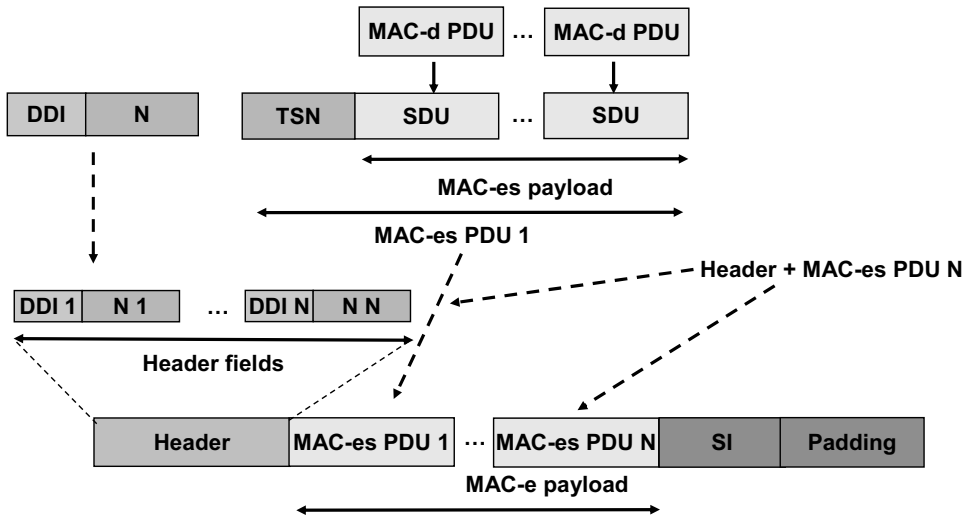 MAC-d PDU ... MAC-d PDU
DDI N TSN SDU ... SDU
MAC-es payload
MAC-es PDU 1
Header + MAC-es PDU N
DDI 1 N 1 ... DDI N N N
Header fields
Header MAC-es PDU 1 ... MAC-es PDU N SI Padding
MAC-e payload